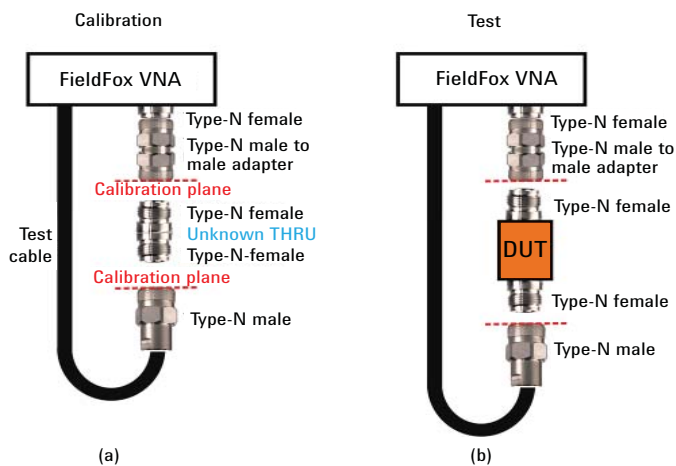 Calibration
FieldFox VNA
Type-N female
Type-N male to
male adapter
Calibration plane
Type-N female
Unknown THRU
Type-N-female
Calibration plane
Type-N male
Test
cable
(a)
Test
FieldFox VNA
Type-N female
Type-N male to
male adapter
Type-N female
DUT
Type-N female
Type-N male
(b)